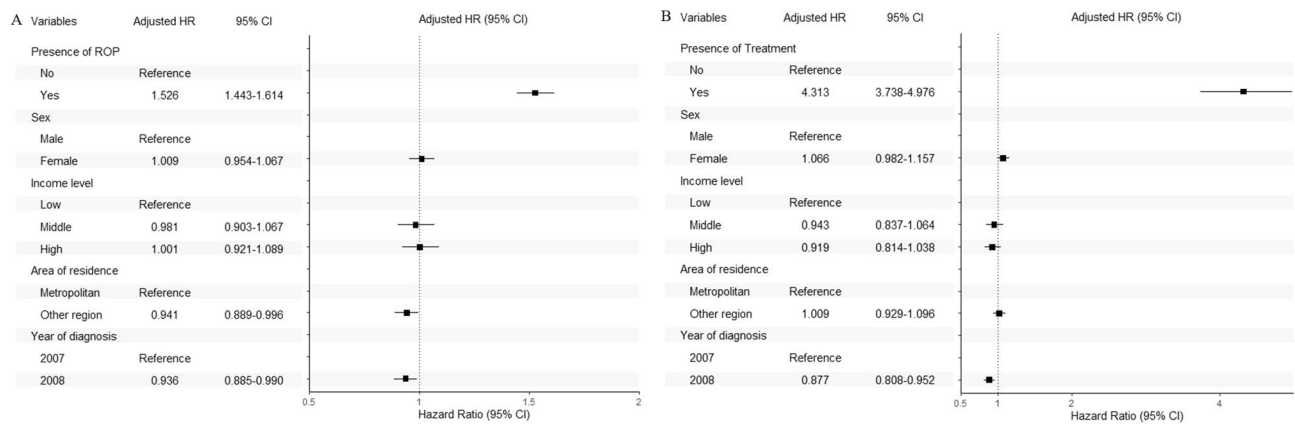 A Variables Adjusted HR 95% CI Adjusted HR (95% CI)
Presence of ROP
No Reference
Yes 1.526 1.443-1.614
Sex
Male Reference
Female 1.009 0.954-1.067
Income level
Low Reference
Middle 0.981 0.903-1.067
High 1.001 0.921-1.089
Area of residence
Metropolitan Reference
Other region 0.941 0.889-0.996
Year of diagnosis
2007 Reference
2008 0.936 0.885-0.990
0.5 1 1.5 2
Hazard Ratio (95% CI)
B Variables Adjusted HR 95% CI Adjusted HR (95% CI)
Presence of Treatment
No Reference
Yes 4.313 3.738-4.976
Sex
Male Reference
Female 1.066 0.982-1.157
Income level
Low Reference
Middle 0.943 0.837-1.064
High 0.919 0.814-1.038
Area of residence
Metropolitan Reference
Other region 1.009 0.929-1.096
Year of diagnosis
2007 Reference
2008 0.877 0.808-0.952
0.5 1 2 4
Hazard Ratio (95% CI)